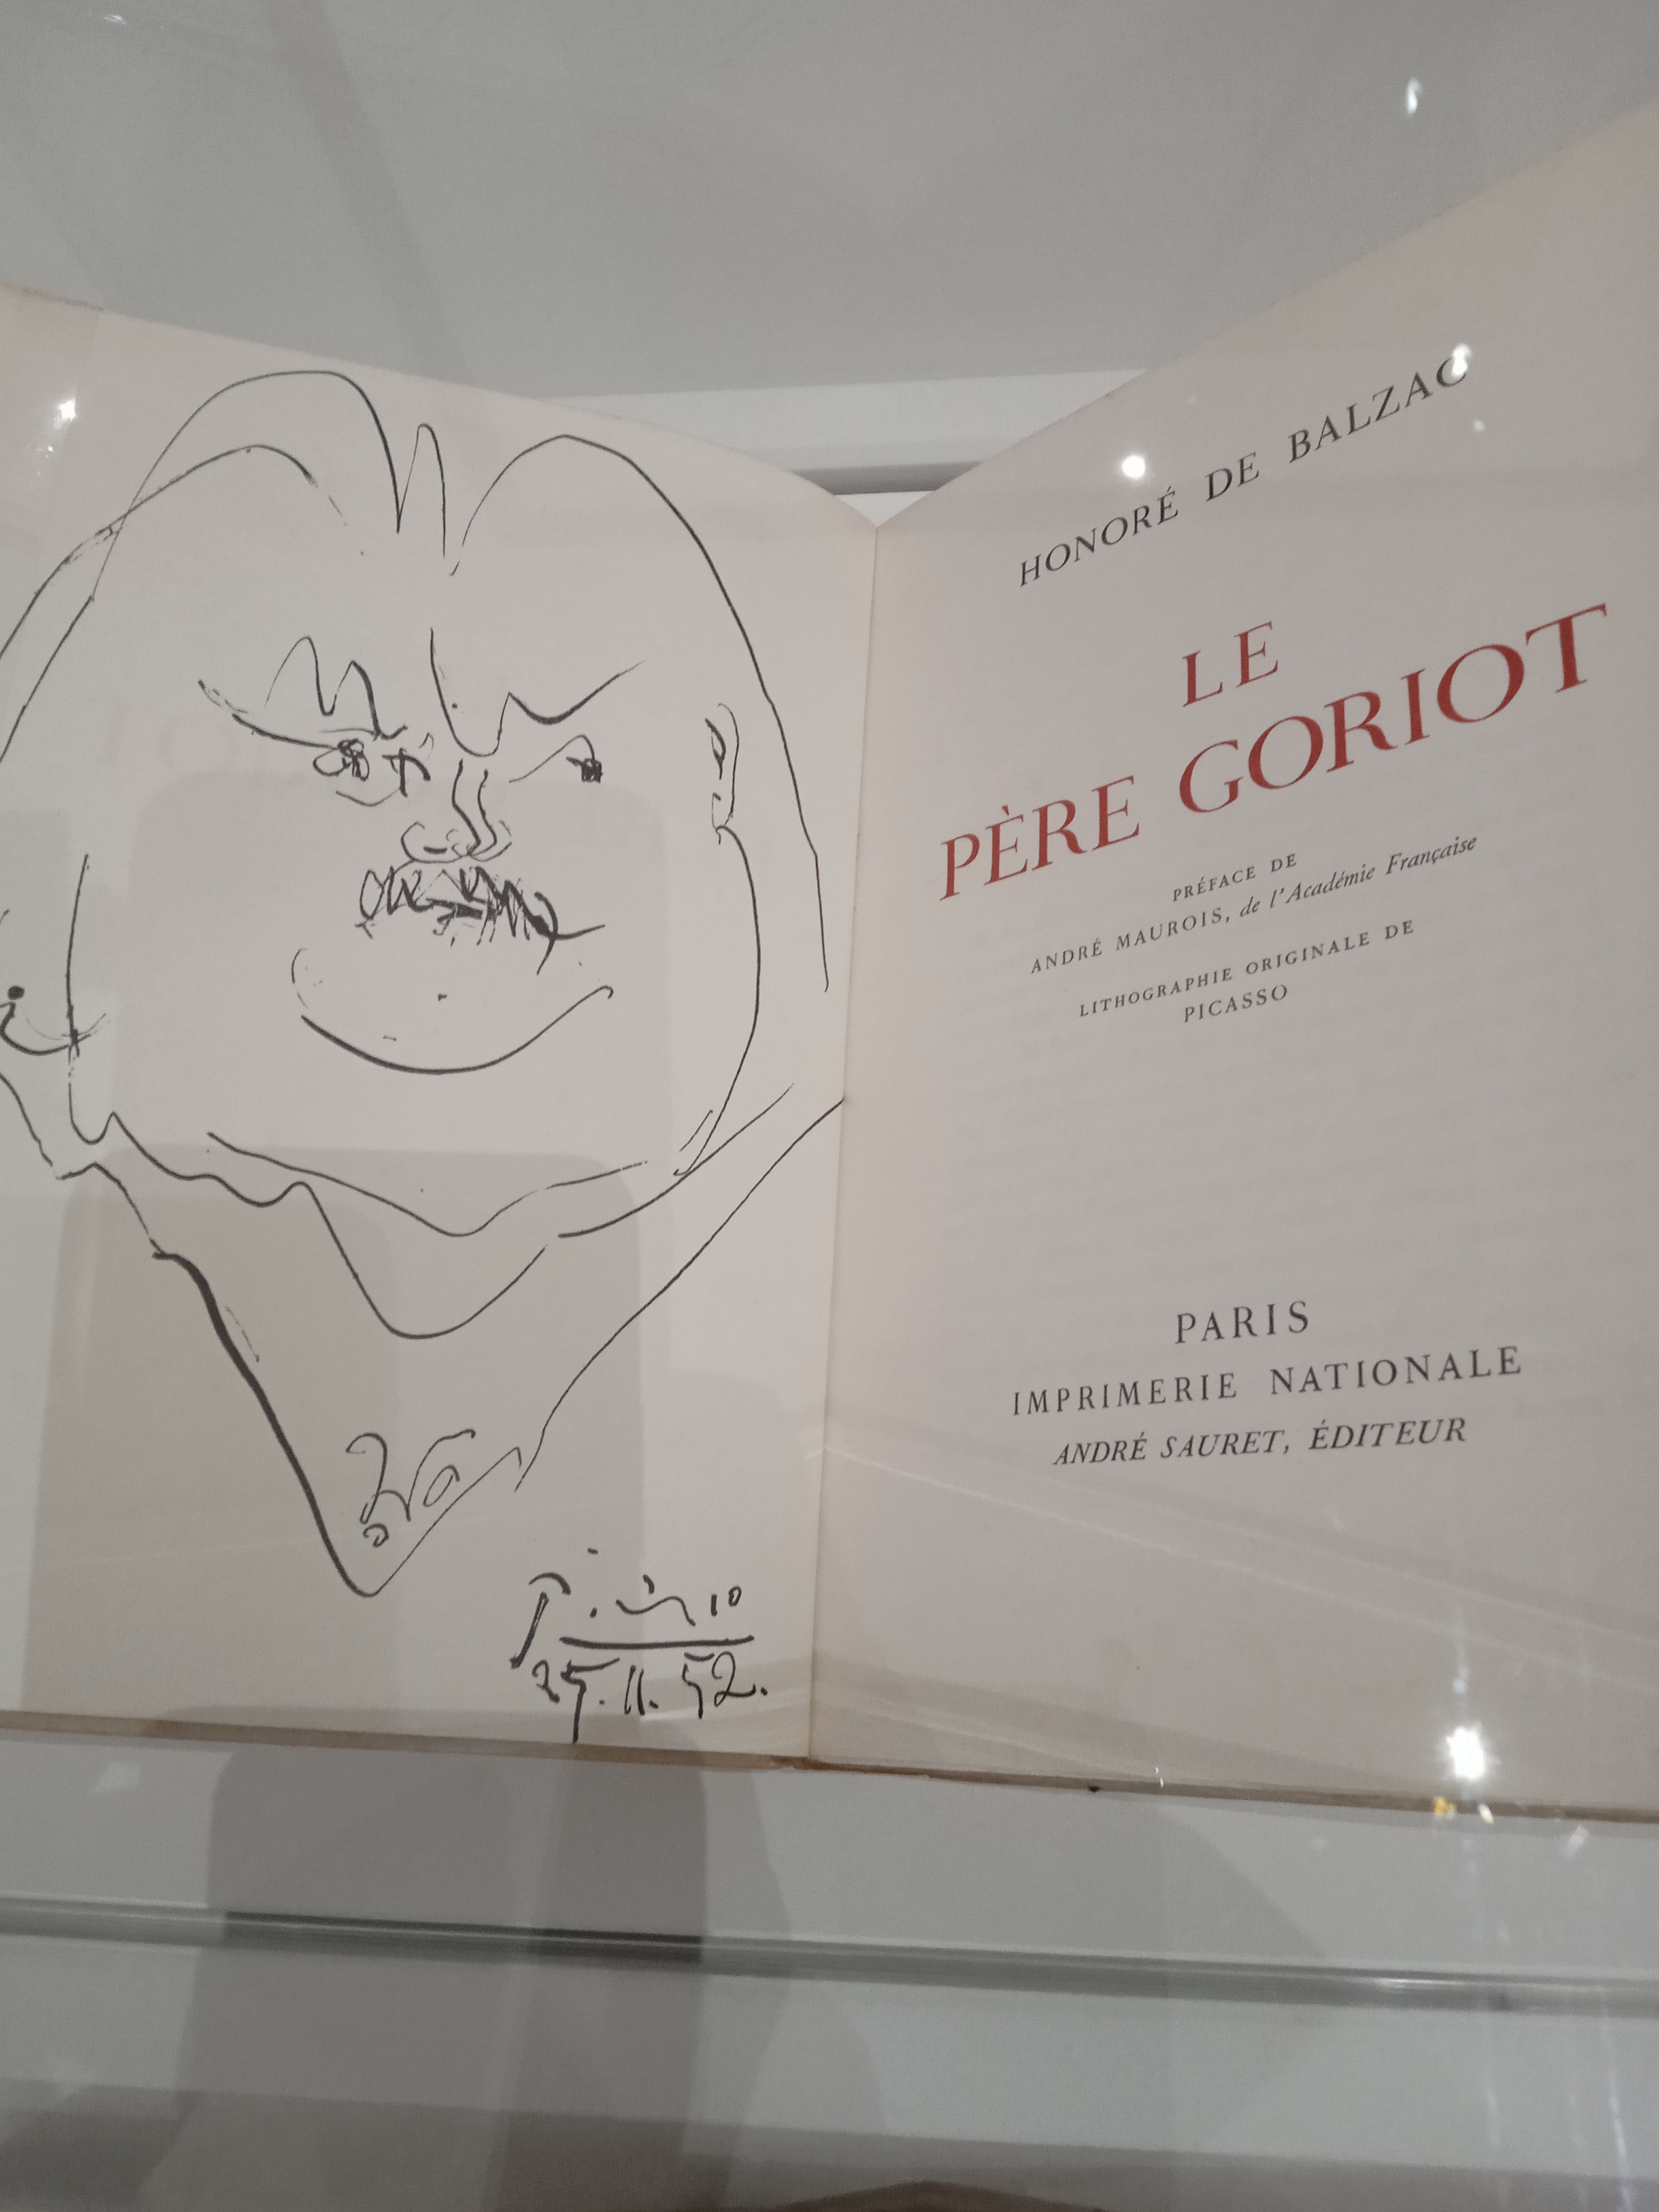 Picasso
25.11.52.
HONORÉ DE BALZAC
LE
PÈRE GORIOT
PRÉFACE DE
ANDRÉ MAUROIS, de l'Académie Française
LITHOGRAPHIE ORIGINALE DE
PICASSO
PARIS
IMPRIMERIE NATIONALE
ANDRÉ SAURET, ÉDITEUR